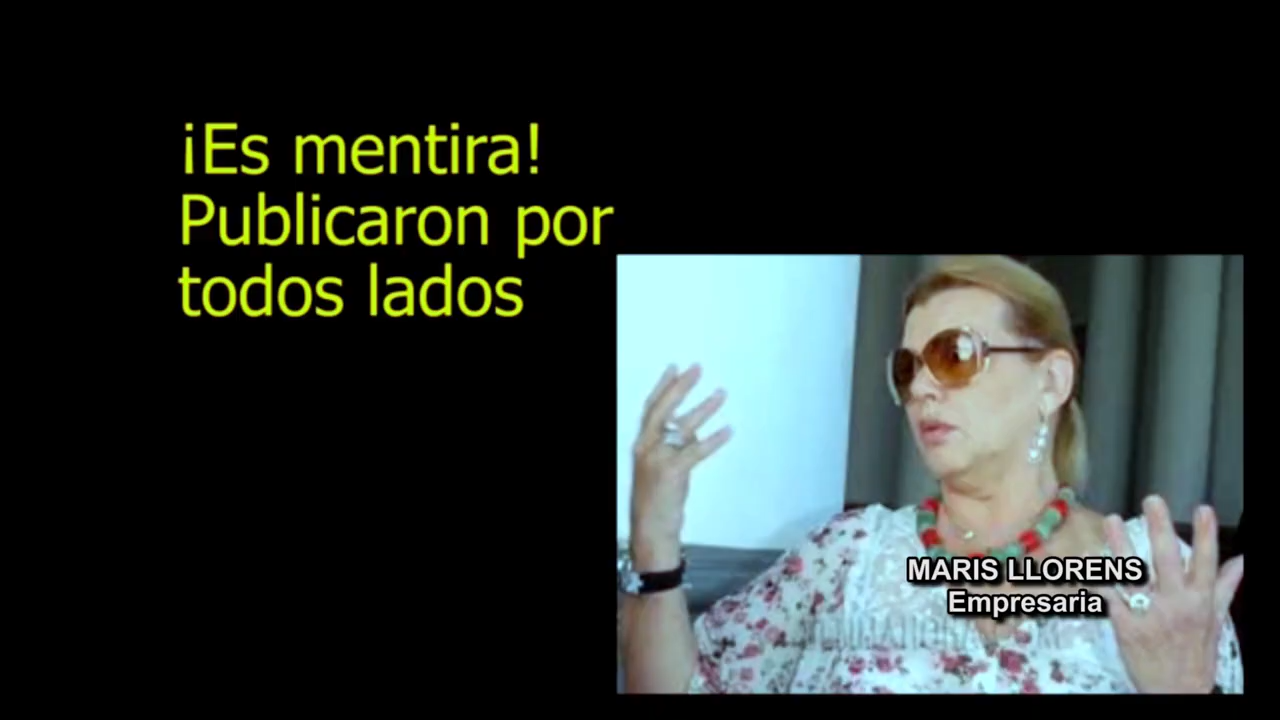 ¡Es mentira!
Publicaron por
todos lados
MARIS LLORENS
Empresaria